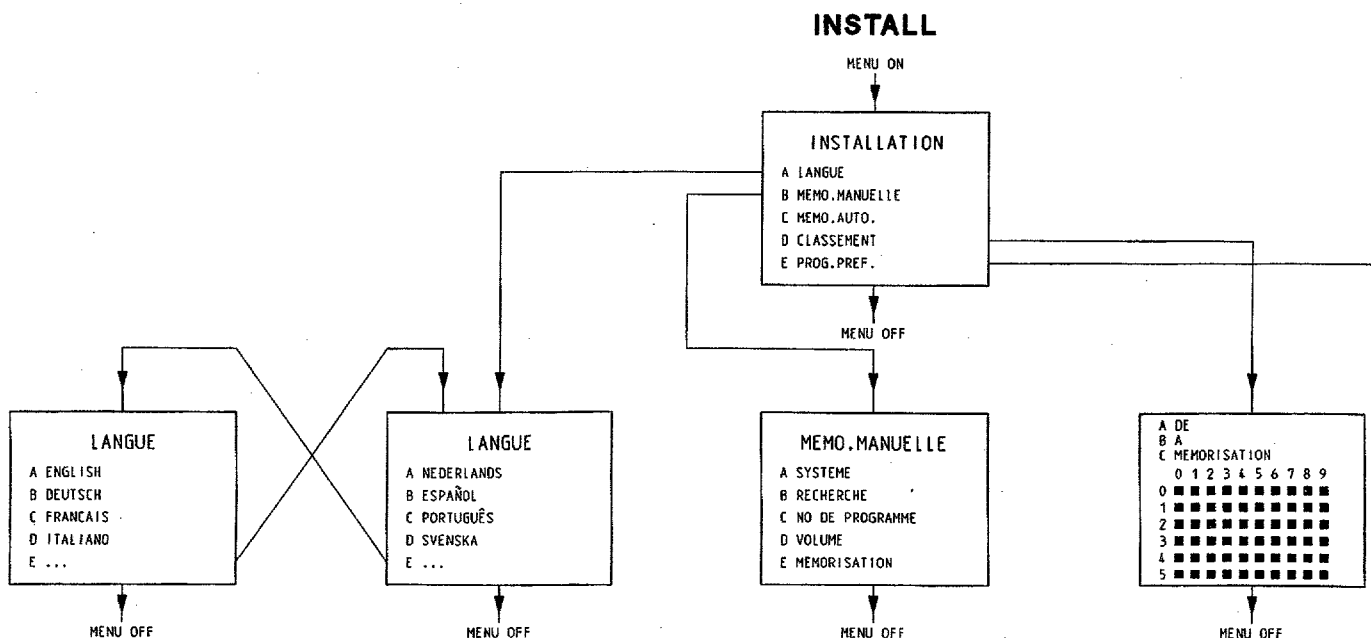 INSTALL
MENU ON
INSTALLATION
A LANGUE
B MEMO.MANUELLE
C MEMO.AUTO.
D CLASSEMENT
E PROG.PREF.
MENU OFF
LANGUE
A ENGLISH
B DEUTSCH
C FRANCAIS
D ITALIANO
E ...
MENU OFF
LANGUE
A NEDERLANDS
B ESPAÑOL
C PORTUGUÊS
D SVENSKA
E ...
MENU OFF
MEMO.MANUELLE
A SYSTEME
B RECHERCHE
C NO DE PROGRAMME
D VOLUME
E MEMORISATION
MENU OFF
A DE
B A
C MEMORISATION
0 1 2 3 4 5 6 7 8 9
0
1
2
3
4
5
MENU OFF